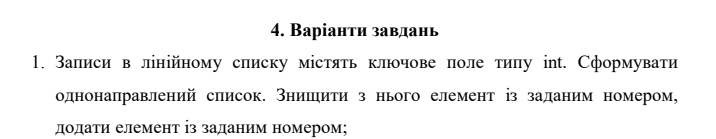 4. Варіанти завдань
1. Записи в лінійному списку містять ключове поле типу int. Сформувати
однонаправлений список. Знищити з нього елемент із заданим номером,
додати елемент із заданим номером;